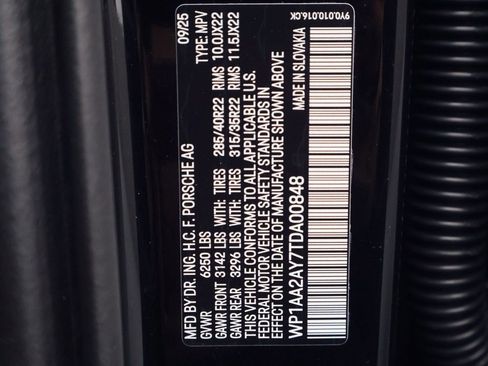 MFD BY DR. ING. H.C. F. PORSCHE AG 09/25
GVWR 6250 LBS TYPE: MPV
GAWR FRONT 3142 LBS WITH: TIRES 285/40R22 RIMS 10.0JX22
GAWR REAR 3296 LBS WITH: TIRES 315/35R22 RIMS 11.5JX22
THIS VEHICLE CONFORMS TO ALL APPLICABLE U.S.
FEDERAL MOTOR VEHICLE SAFETY STANDARDS IN
EFFECT ON THE DATE OF MANUFACTURE SHOWN ABOVE
WP1AA2AY7TDA00848 MADE IN SLOVAKIA
9Y0.010.016.CK